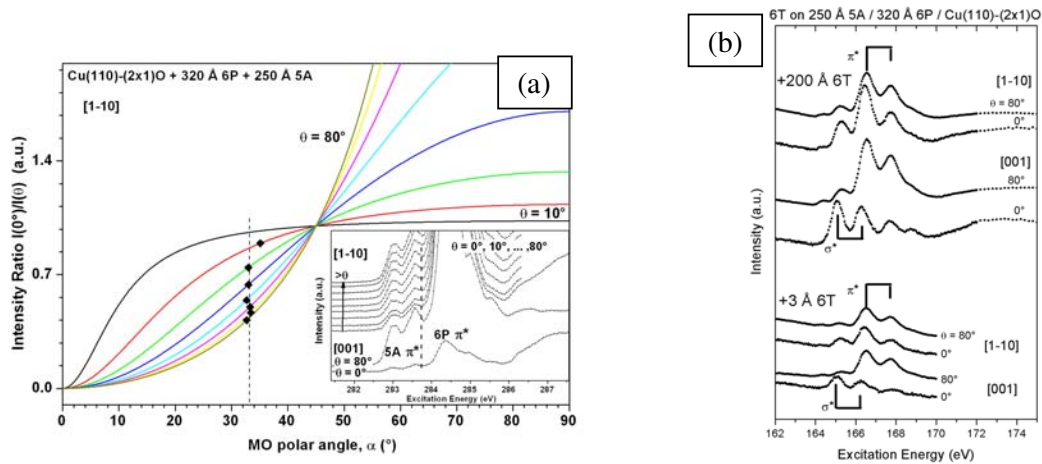 Cu(110)-(2x1)O + 320 Å 6P + 250 Å 5A
(a)
[1-10]
θ = 80°
θ = 10°
Intensity Ratio I(0°)/I(θ) (a.u.)
1.4
0.7
0.0
0 10 20 30 40 50 60 70 80 90
MO polar angle, α (°)
[1-10]
θ = 0°, 10°, ... ,80°
>θ
Intensity (a.u.)
[001]
θ = 80°
θ = 0°
5A π*
6P π*
282 283 284 285 286 287
Excitation Energy (eV)
(b)
6T on 250 Å 5A / 320 Å 6P / Cu(110)-(2x1)O
π*
+200 Å 6T
[1-10]
θ = 80°
0°
[001]
80°
0°
σ*
Intensity (a.u.)
π*
+3 Å 6T
θ = 80°
0°
[1-10]
80°
[001]
0°
σ*
162 164 166 168 170 172 174
Excitation Energy (eV)